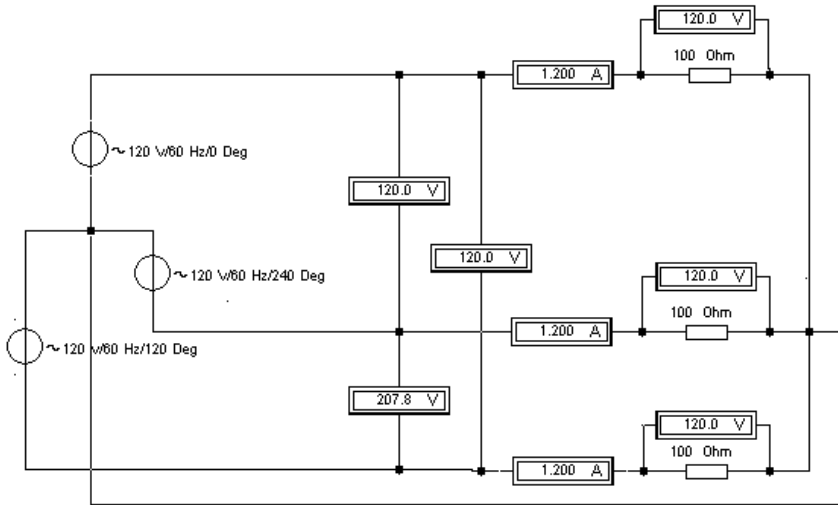 120.0 V
100 Ohm
1.200 A
~ 120 V/60 Hz/0 Deg
120.0 V
120.0 V
~ 120 V/60 Hz/240 Deg
120.0 V
100 Ohm
1.200 A
~ 120 V/60 Hz/120 Deg
207.8 V
120.0 V
100 Ohm
1.200 A